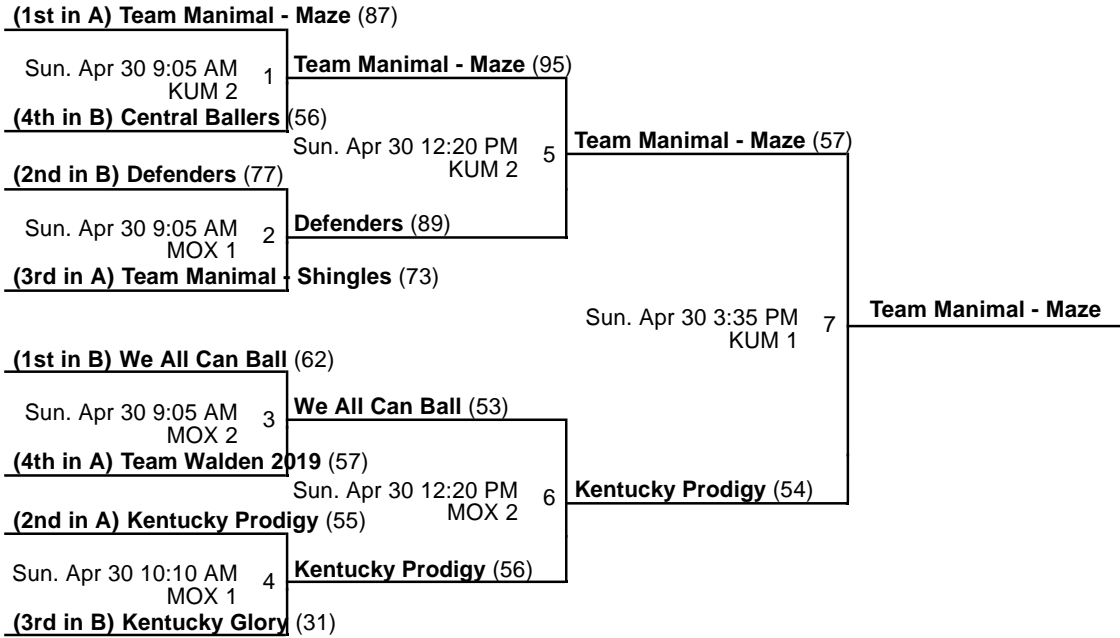 (1st in A) Team Manimal - Maze (87)
Sun. Apr 30 9:05 AM 1
KUM 2
(4th in B) Central Ballers (56)
Team Manimal - Maze (95)
Sun. Apr 30 12:20 PM 5
KUM 2
Team Manimal - Maze (57)
(2nd in B) Defenders (77)
Sun. Apr 30 9:05 AM 2
MOX 1
Defenders (89)
(3rd in A) Team Manimal - Shingles (73)
Sun. Apr 30 3:35 PM 7
KUM 1
Team Manimal - Maze
(1st in B) We All Can Ball (62)
Sun. Apr 30 9:05 AM 3
MOX 2
We All Can Ball (53)
(4th in A) Team Walden 2019 (57)
Sun. Apr 30 12:20 PM 6
MOX 2
Kentucky Prodigy (54)
(2nd in A) Kentucky Prodigy (55)
Sun. Apr 30 10:10 AM 4
MOX 1
Kentucky Prodigy (56)
(3rd in B) Kentucky Glory (31)